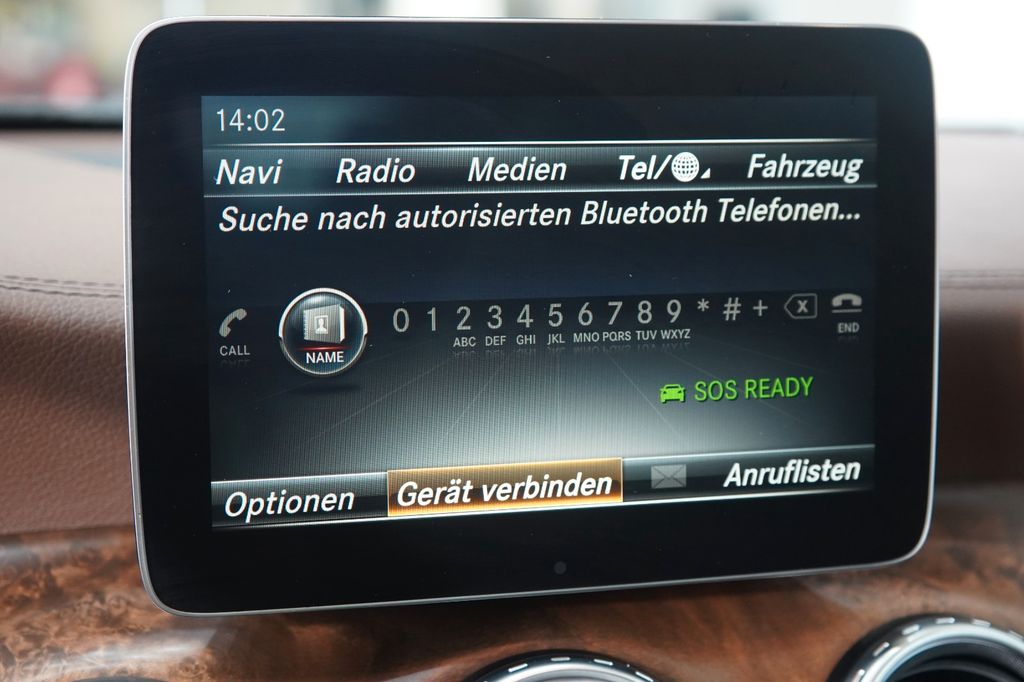 14:02
Navi Radio Medien Tel/ Fahrzeug
Suche nach autorisierten Bluetooth Telefonen...
CALL NAME 0 1 2 3 4 5 6 7 8 9 * # + X END
ABC DEF GHI JKL MNO PQRS TUV WXYZ
SOS READY
Optionen Gerät verbinden Anruflisten